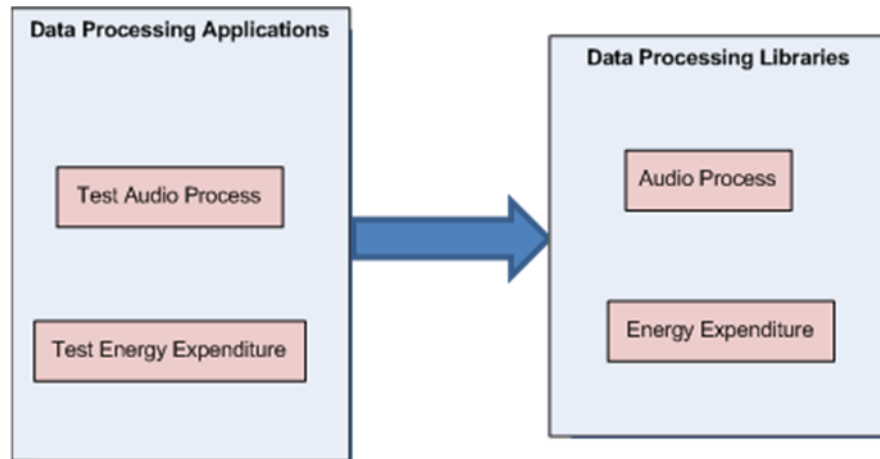 Data Processing Applications
Test Audio Process
Test Energy Expenditure
Data Processing Libraries
Audio Process
Energy Expenditure